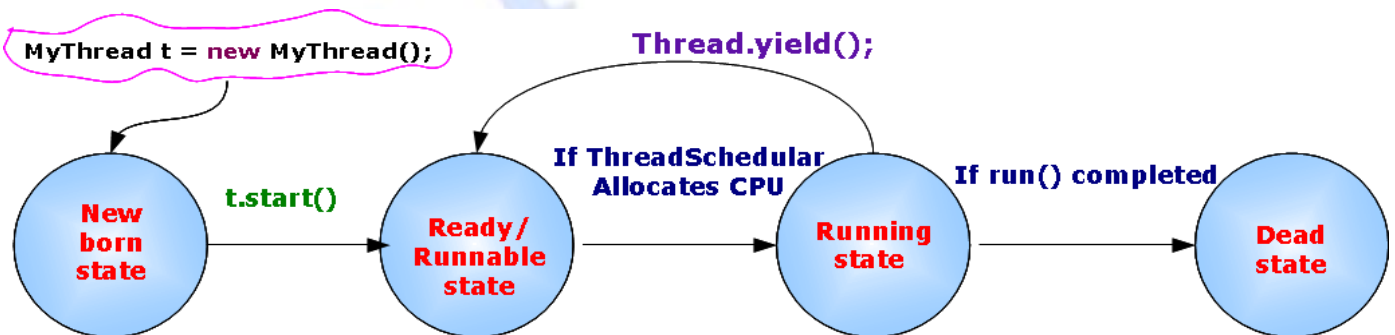 MyThread t = new MyThread();
Thread.yield();
If ThreadSchedular
Allocates CPU
If run() completed
t.start()
New
born
state
Ready/
Runnable
state
Running
state
Dead
state